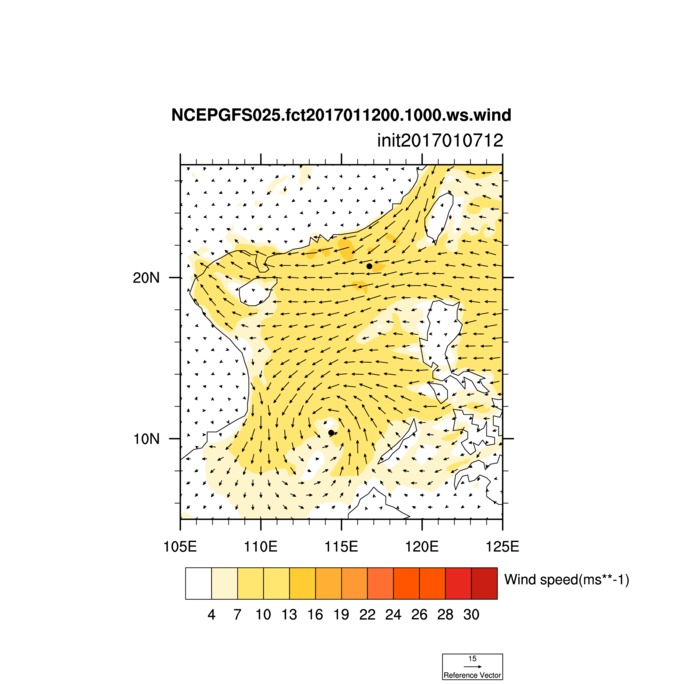 NCEPGFS025.fct2017011200.1000.ws.wind
init2017010712
20N
10N
105E 110E 115E 120E 125E
Wind speed(ms**-1)
4 7 10 13 16 19 22 24 26 28 30
15
Reference Vector